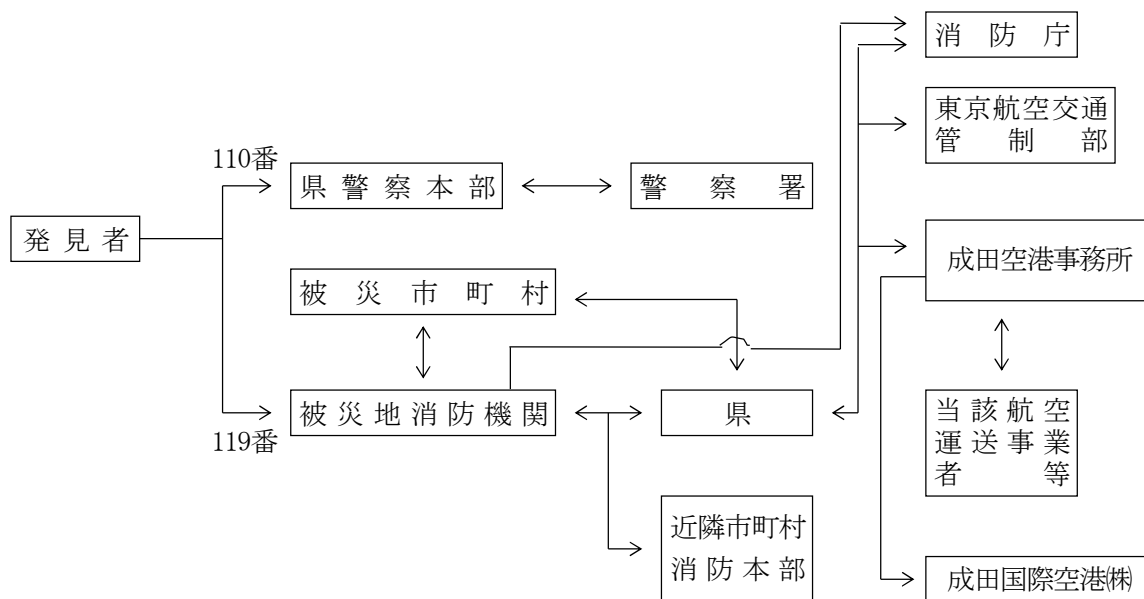 消防庁
東京航空交通
管制部
110番
県警察本部
警察署
発見者
成田空港事務所
被災市町村
被災地消防機関
119番
県
当該航空
運送事業
者等
近隣市町村
消防本部
成田国際空港㈱